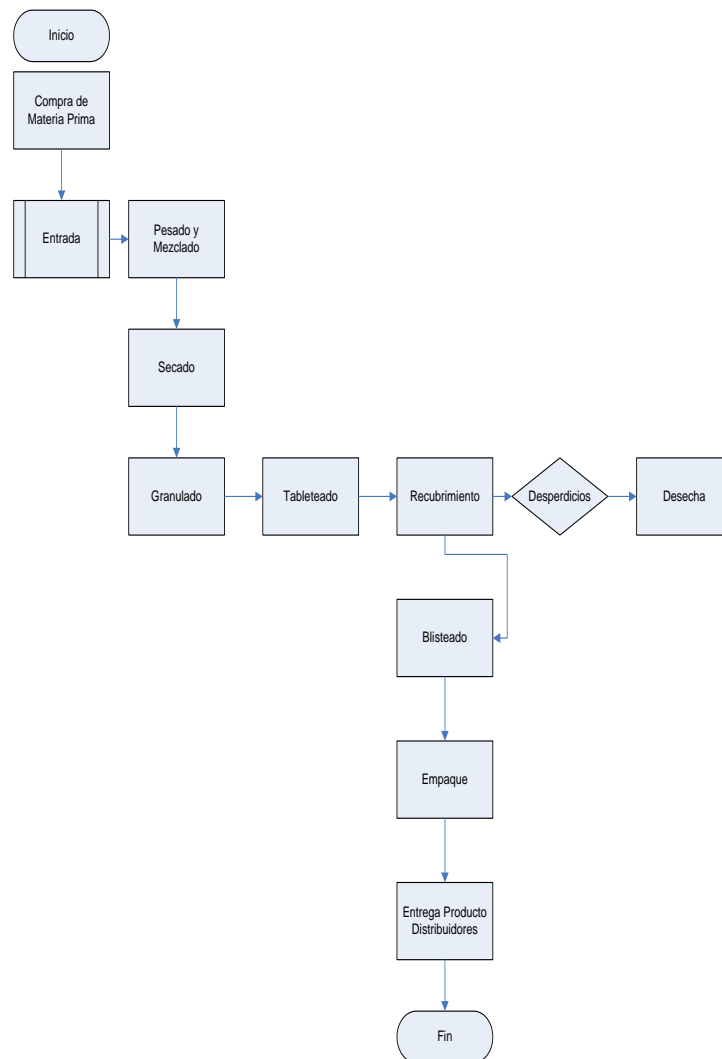 Inicio
Compra de
Materia Prima
Entrada
Pesado y
Mezclado
Secado
Granulado
Tableteado
Recubrimiento
Desperdicios
Desecha
Blisteado
Empaque
Entrega Producto
Distribuidores
Fin